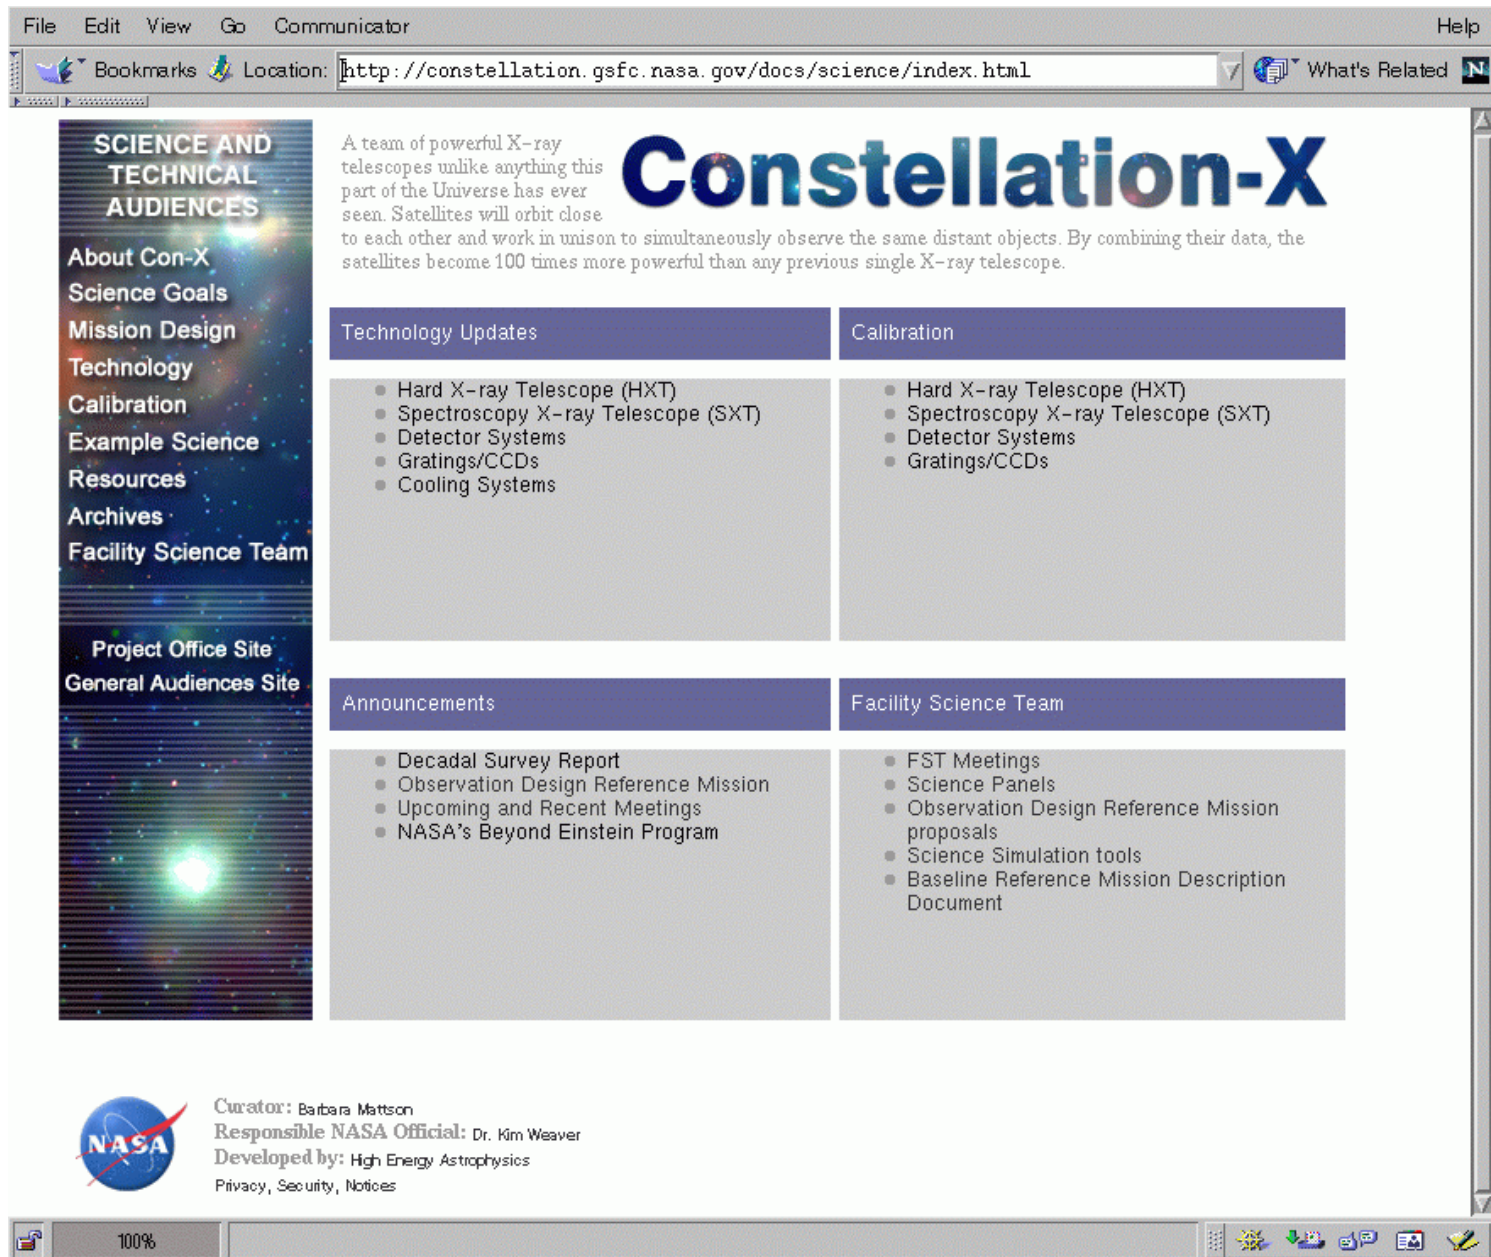 File Edit View Go Communicator Help
Bookmarks Location: http://constellation.gsfc.nasa.gov/docs/science/index.html What's Related N
SCIENCE AND
TECHNICAL
AUDIENCES
About Con-X
Science Goals
Mission Design
Technology
Calibration
Example Science
Resources
Archives
Facility Science Team
Project Office Site
General Audiences Site
Constellation-X
A team of powerful X-ray
telescopes unlike anything this
part of the Universe has ever
seen. Satellites will orbit close
to each other and work in unison to simultaneously observe the same distant objects. By combining their data, the
satellites become 100 times more powerful than any previous single X-ray telescope.
Technology Updates
Hard X-ray Telescope (HXT)
Spectroscopy X-ray Telescope (SXT)
Detector Systems
Gratings/CCDs
Cooling Systems
Calibration
Hard X-ray Telescope (HXT)
Spectroscopy X-ray Telescope (SXT)
Detector Systems
Gratings/CCDs
Announcements
Decadal Survey Report
Observation Design Reference Mission
Upcoming and Recent Meetings
NASA's Beyond Einstein Program
Facility Science Team
FST Meetings
Science Panels
Observation Design Reference Mission
proposals
Science Simulation tools
Baseline Reference Mission Description
Document
NASA
Curator: Barbara Mattson
Responsible NASA Official: Dr. Kim Weaver
Developed by: High Energy Astrophysics
Privacy, Security, Notices
100%